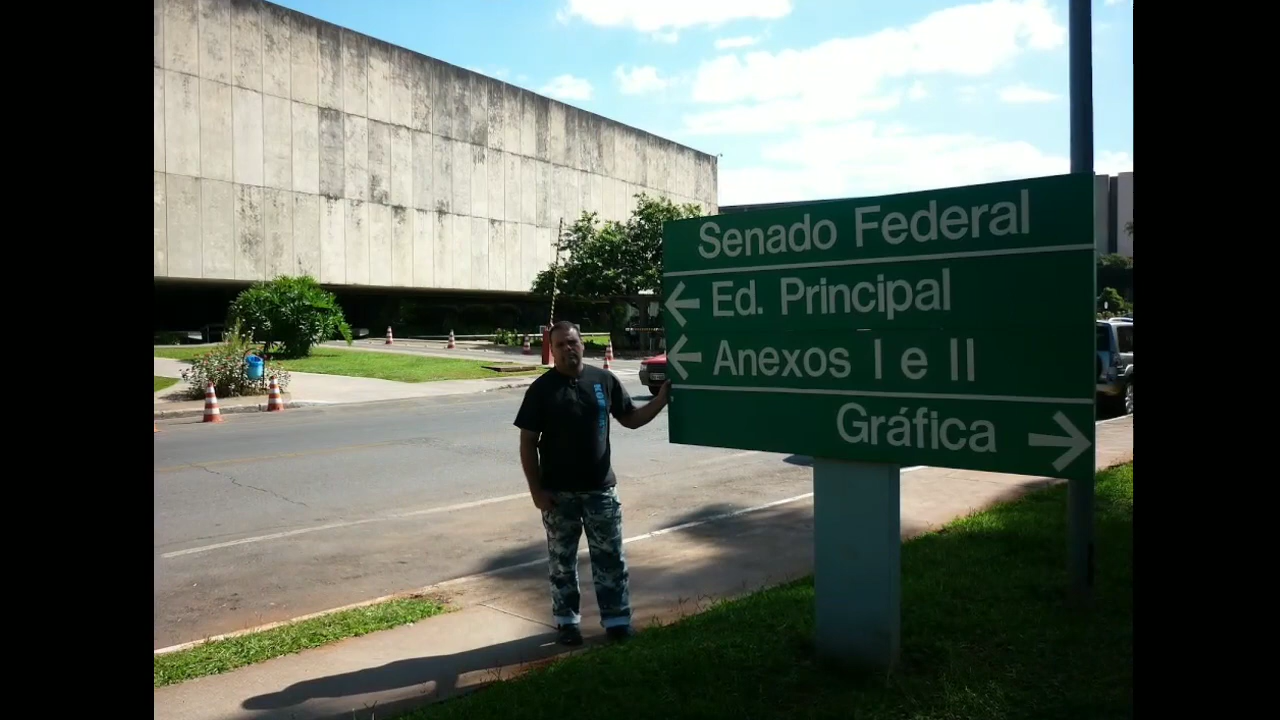 Senado Federal
← Ed. Principal
← Anexos I e II
Gráfica →